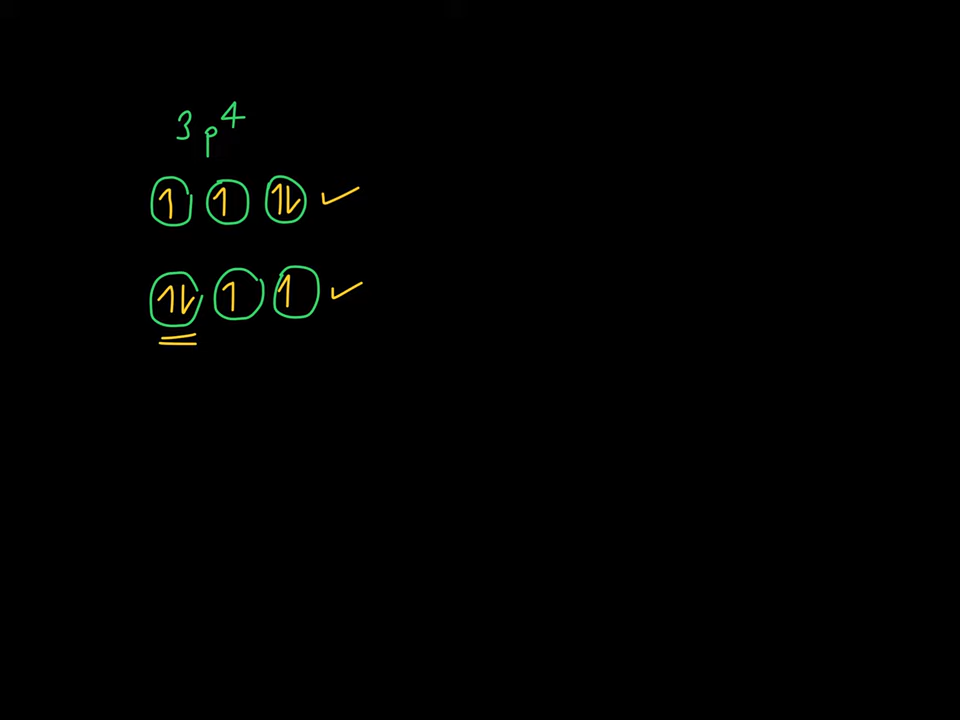 3p⁴
↿ ↿ ↿⇂ ✓
↿⇂ ↿ ↿ ✓